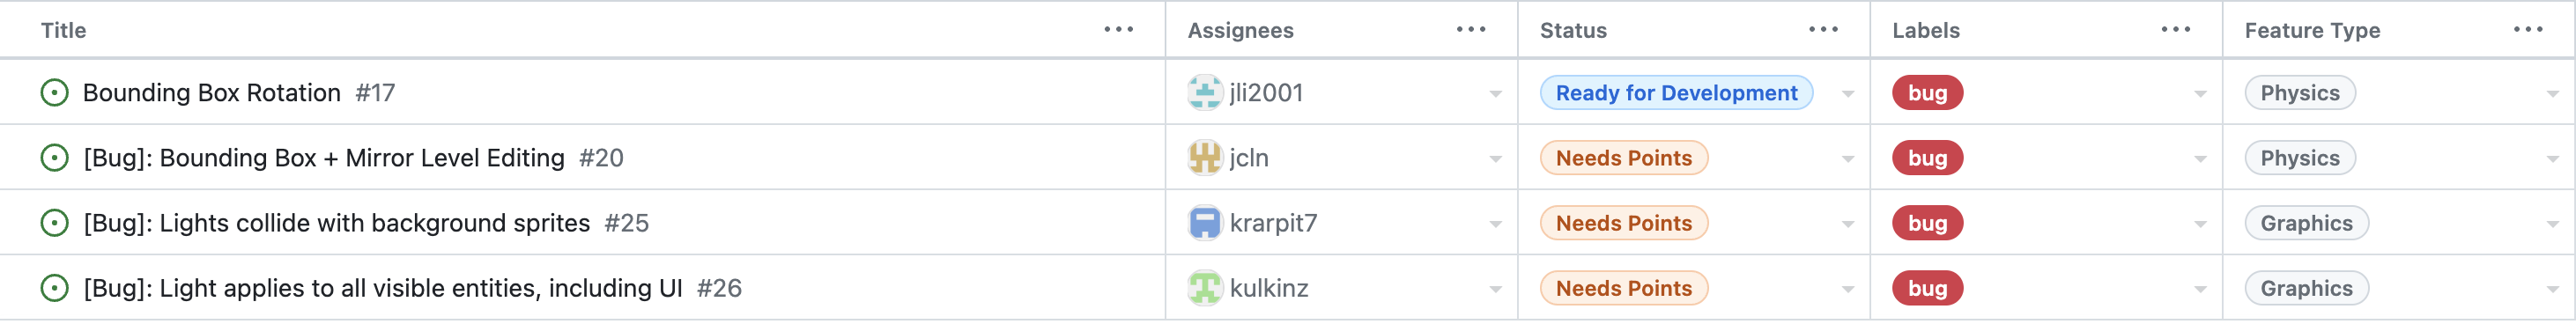 Title ... Assignees ... Status ... Labels ... Feature Type ...
Bounding Box Rotation #17 jli2001 Ready for Development bug Physics
[Bug]: Bounding Box + Mirror Level Editing #20 jcln Needs Points bug Physics
[Bug]: Lights collide with background sprites #25 krarpit7 Needs Points bug Graphics
[Bug]: Light applies to all visible entities, including UI #26 kulkinz Needs Points bug Graphics